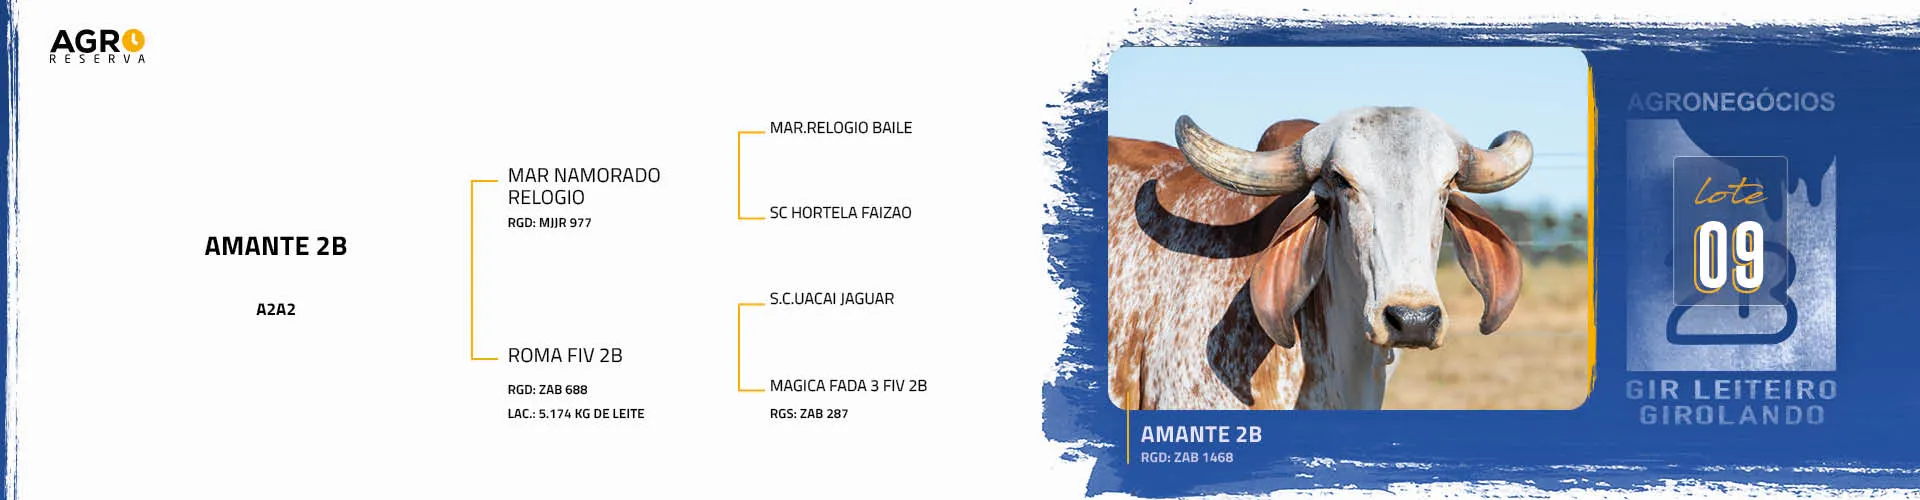 AGRO
RESERVA
AMANTE 2B
A2A2
MAR NAMORADO
RELOGIO
RGD: MJJR 977
ROMA FIV 2B
RGD: ZAB 688
LAC.: 5.174 KG DE LEITE
MAR.RELOGIO BAILE
SC HORTELA FAIZAO
S.C.UACAI JAGUAR
MAGICA FADA 3 FIV 2B
RGS: ZAB 287
AMANTE 2B
RGD: ZAB 1468
AGRONEGÓCIOS
lote
09
2B
GIR LEITEIRO
GIROLANDO